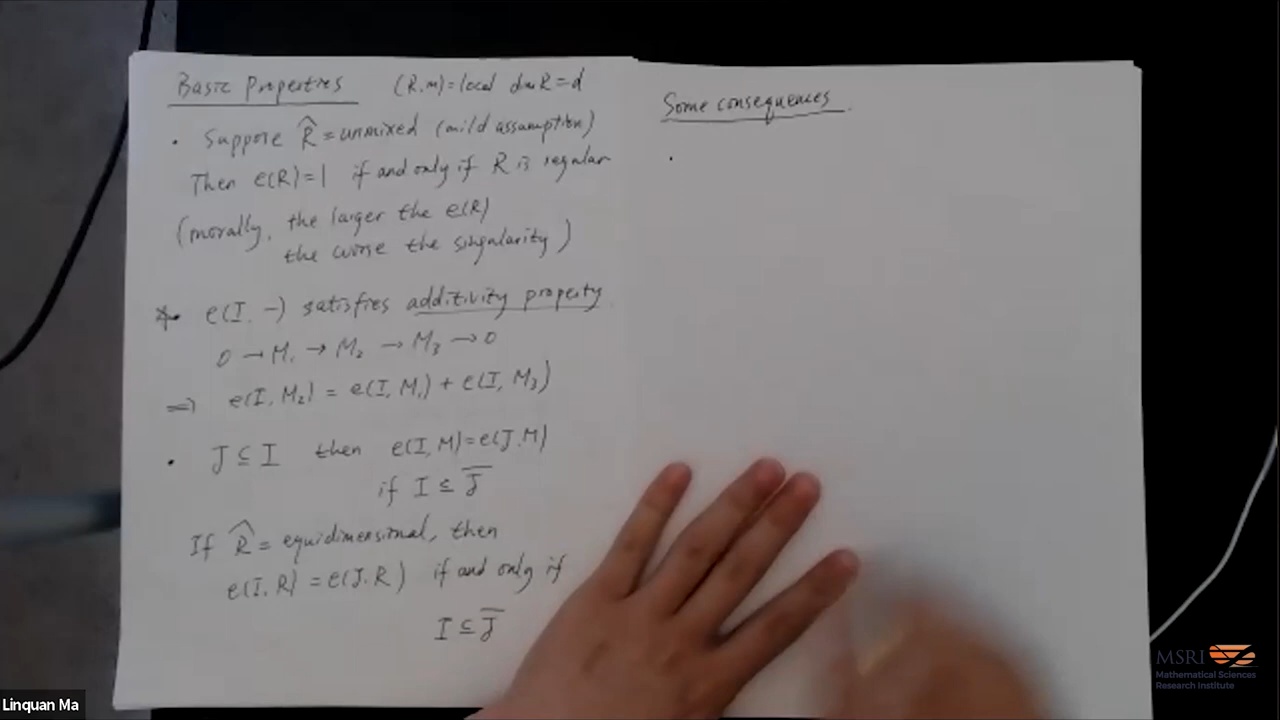 Basic Properties (R,m)=local dim R=d
· Suppose R̂=unmixed (mild assumption)
Then e(R)=1 if and only if R is regular
(morally, the larger the e(R)
the worse the singularity)
* e(I, -) satisfies additivity property
0 → M₁ → M₂ → M₃ → 0
⇒ e(I, M₂) = e(I, M₁) + e(I, M₃)
· J ⊆ I then e(I, M)=e(J, M)
if I ⊆ J̅
If R̂ = equidimensional, then
e(I, R) = e(J, R) if and only if
I ⊆ J̅
Some consequences
·
MSRI
Mathematical Sciences
Research Institute
Linquan Ma